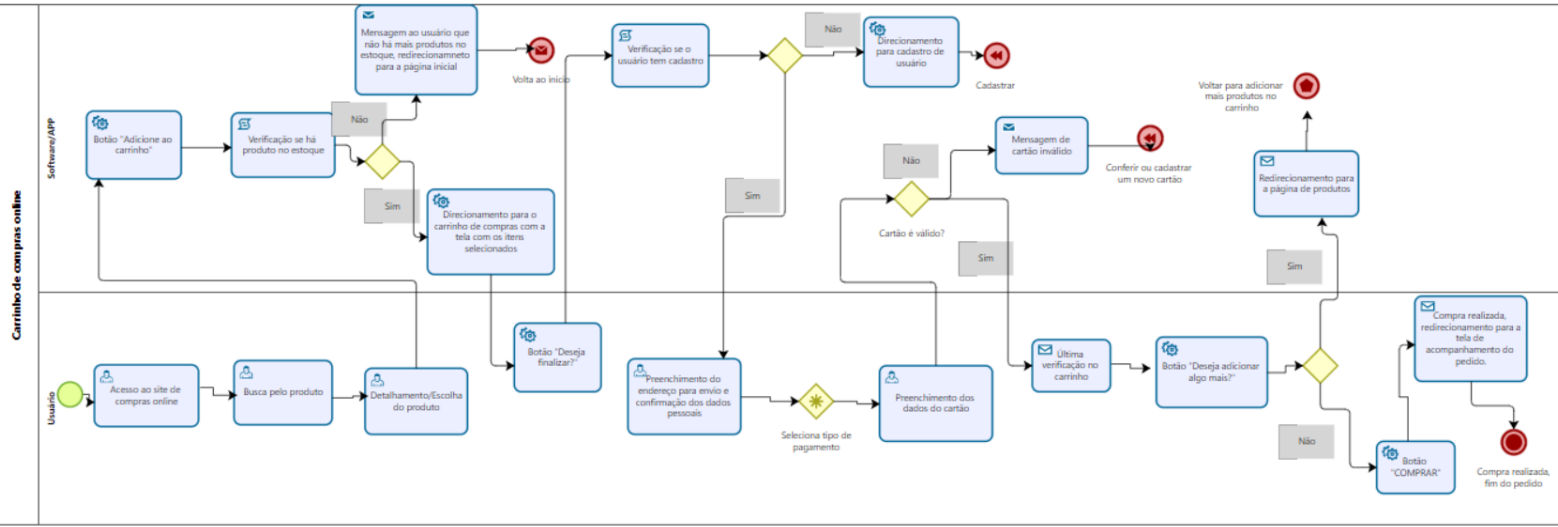 Carrinho de compras online
Software/APP
Usuário
Mensagem ao usuário que
não há mais produtos no
estoque, redirecionamneto
para a página inicial
Volta ao inicio
Botão "Adicione ao
carrinho"
Verificação se há
produto no estoque
Não
Sim
Direcionamento para o
carrinho de compras com a
tela com os itens
selecionados
Verificação se o
usuário tem cadastro
Não
Direcionamento
para cadastro de
usuário
Cadastrar
Sim
Não
Cartão é válido?
Mensagem de
cartão inválido
Conferir ou cadastrar
um novo cartão
Sim
Voltar para adicionar
mais produtos no
carrinho
Redirecionamento para
a página de produtos
Sim
Acesso ao site de
compras online
Busca pelo produto
Detalhamento/Escolha
do produto
Botão "Deseja
finalizar?"
Preenchimento do
endereço para envio e
confirmação dos dados
pessoais
Seleciona tipo de
pagamento
Preenchimento dos
dados do cartão
Última
verificação no
carrinho
Botão "Deseja adicionar
algo mais?"
Não
Botão
"COMPRAR"
Compra realizada,
redirecionamento para a
tela de
acompanhamento do
pedido.
Compra realizada,
fim do pedido